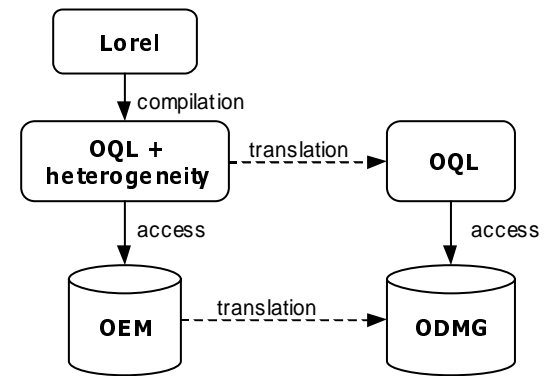 Lorel
compilation
OQL +
heterogeneity
translation
OQL
access
access
OEM
translation
ODMG